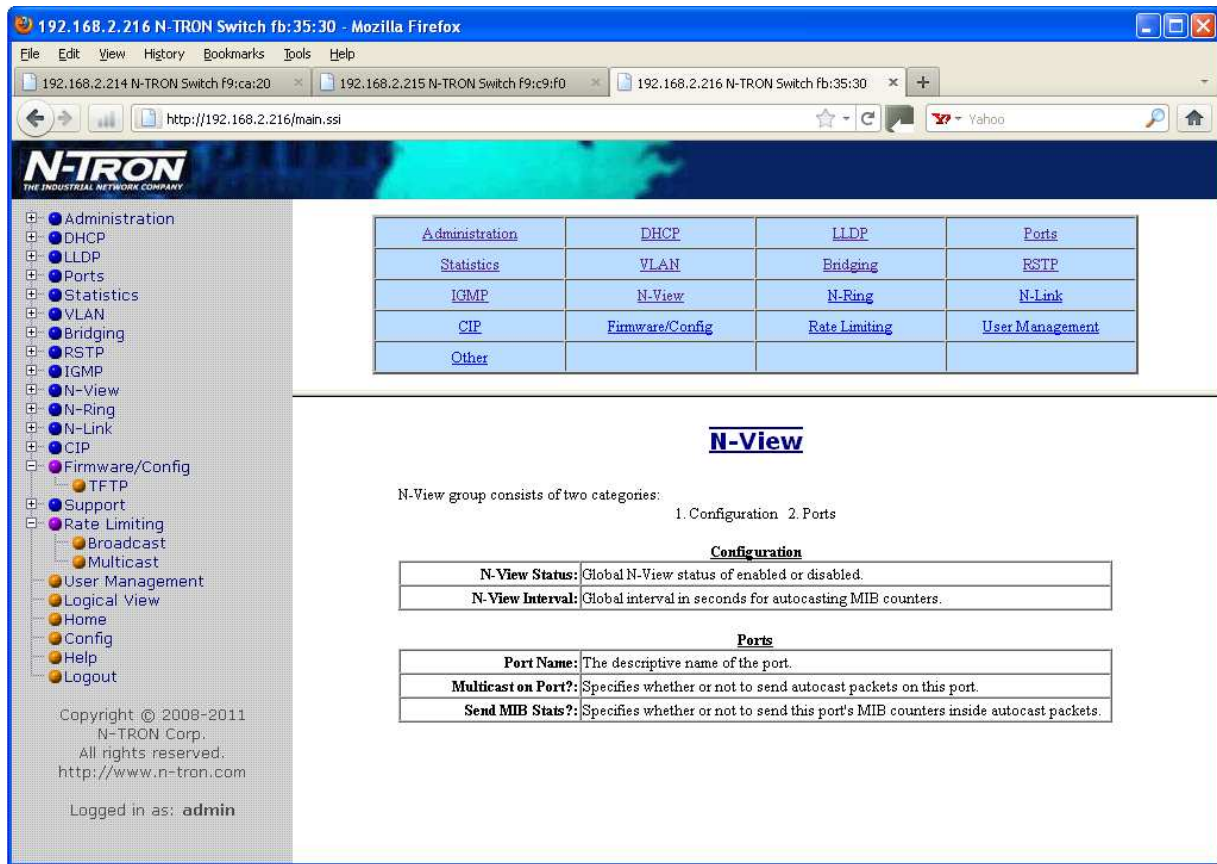 192.168.2.216 N-TRON Switch fb:35:30 - Mozilla Firefox
File Edit View History Bookmarks Tools Help
192.168.2.214 N-TRON Switch f9:ca:20 192.168.2.215 N-TRON Switch f9:c9:f0 192.168.2.216 N-TRON Switch fb:35:30
http://192.168.2.216/main.ssi Yahoo
N-TRON
THE INDUSTRIAL NETWORK COMPANY
Administration
DHCP
LLDP
Ports
Statistics
VLAN
Bridging
RSTP
IGMP
N-View
N-Ring
N-Link
CIP
Firmware/Config
TFTP
Support
Rate Limiting
Broadcast
Multicast
User Management
Logical View
Home
Config
Help
Logout
Copyright © 2008-2011
N-TRON Corp.
All rights reserved.
http://www.n-tron.com
Logged in as: admin
Administration DHCP LLDP Ports
Statistics VLAN Bridging RSTP
IGMP N-View N-Ring N-Link
CIP Firmware/Config Rate Limiting User Management
Other
N-View
N-View group consists of two categories:
1. Configuration 2. Ports
Configuration
N-View Status: Global N-View status of enabled or disabled.
N-View Interval: Global interval in seconds for autocasting MIB counters.
Ports
Port Name: The descriptive name of the port.
Multicast on Port?: Specifies whether or not to send autocast packets on this port.
Send MIB Stats?: Specifies whether or not to send this port's MIB counters inside autocast packets.